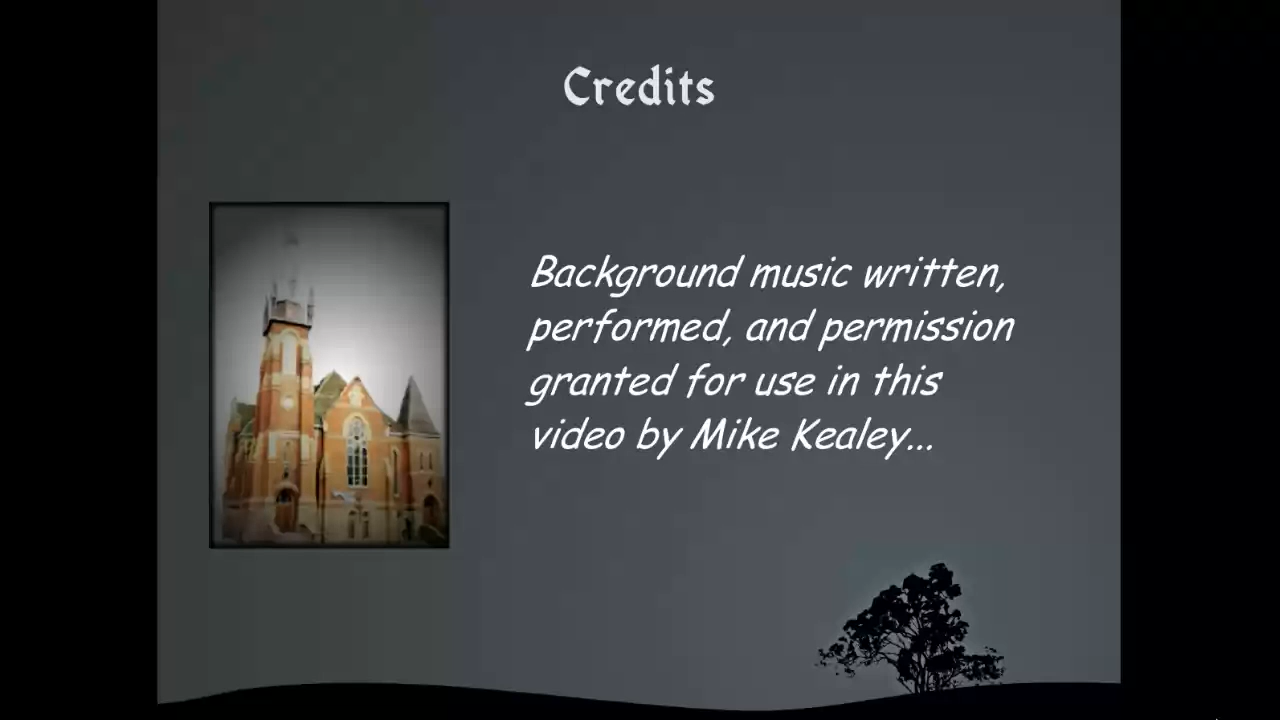 Credits
Background music written,
performed, and permission
granted for use in this
video by Mike Kealey...